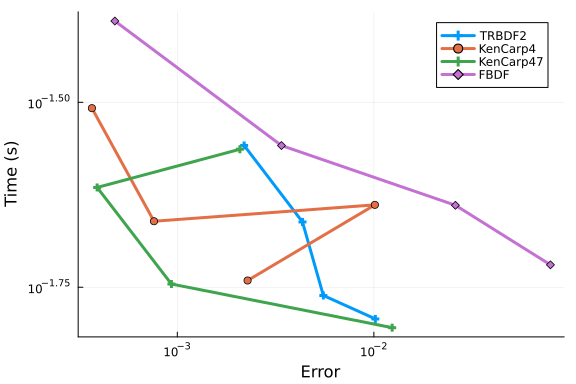 TRBDF2
KenCarp4
KenCarp47
FBDF
10^−1.50
10^−1.75
Time (s)
10^−3
10^−2
Error